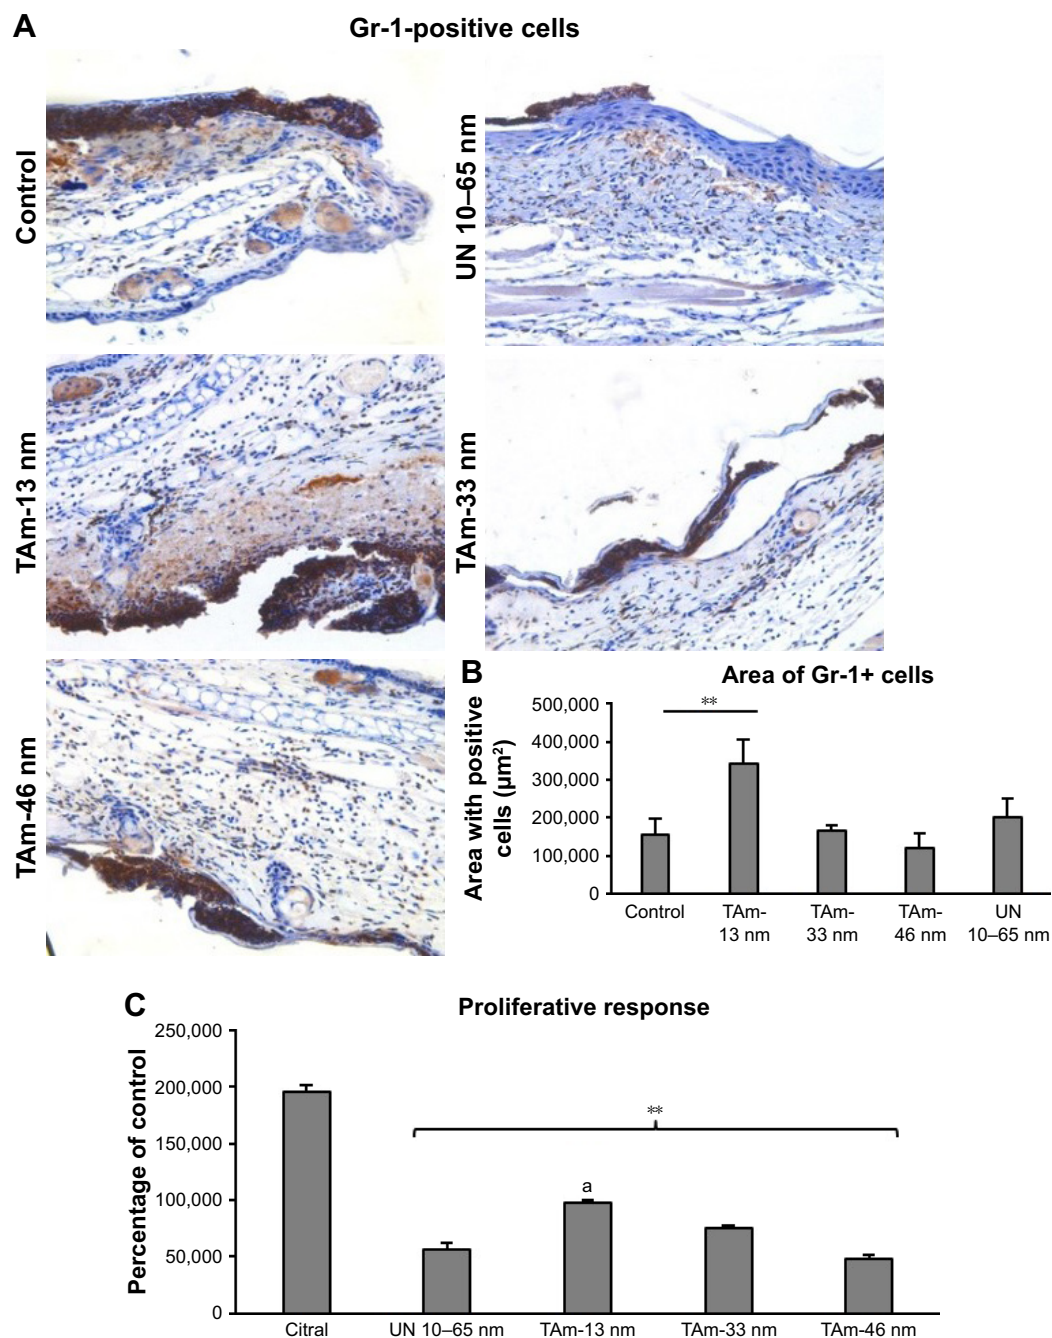 A
Gr-1-positive cells
Control
UN 10–65 nm
TAm-13 nm
TAm-33 nm
TAm-46 nm
B
Area of Gr-1+ cells
Area with positive
cells (µm²)
500,000
400,000
300,000
200,000
100,000
0
**
Control
TAm-
13 nm
TAm-
33 nm
TAm-
46 nm
UN
10–65 nm
C
Proliferative response
Percentage of control
250,000
200,000
150,000
100,000
50,000
0
**
a
Citral
UN 10–65 nm
TAm-13 nm
TAm-33 nm
TAm-46 nm